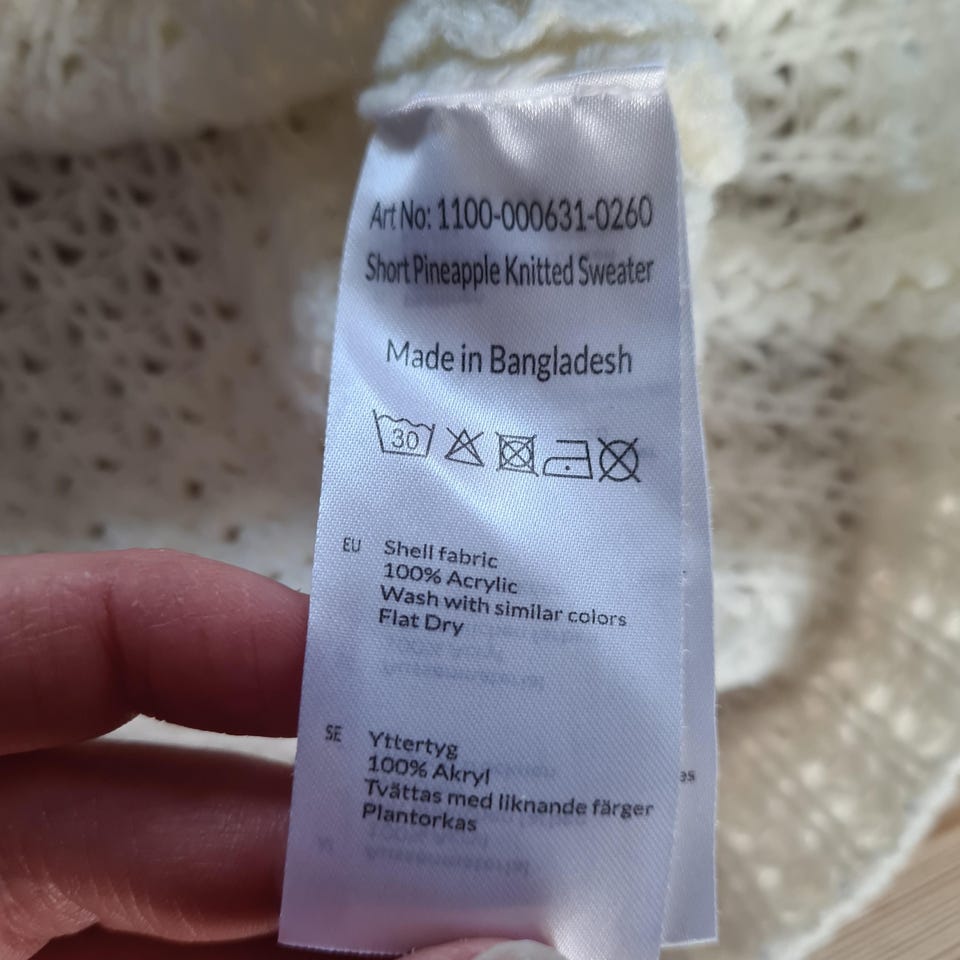 Art No: 1100-000631-0260
Short Pineapple Knitted Sweater
Made in Bangladesh
30
EU
Shell fabric
100% Acrylic
Wash with similar colors
Flat Dry
SE
Yttertyg
100% Akryl
Tvättas med liknande färger
Plantorkas